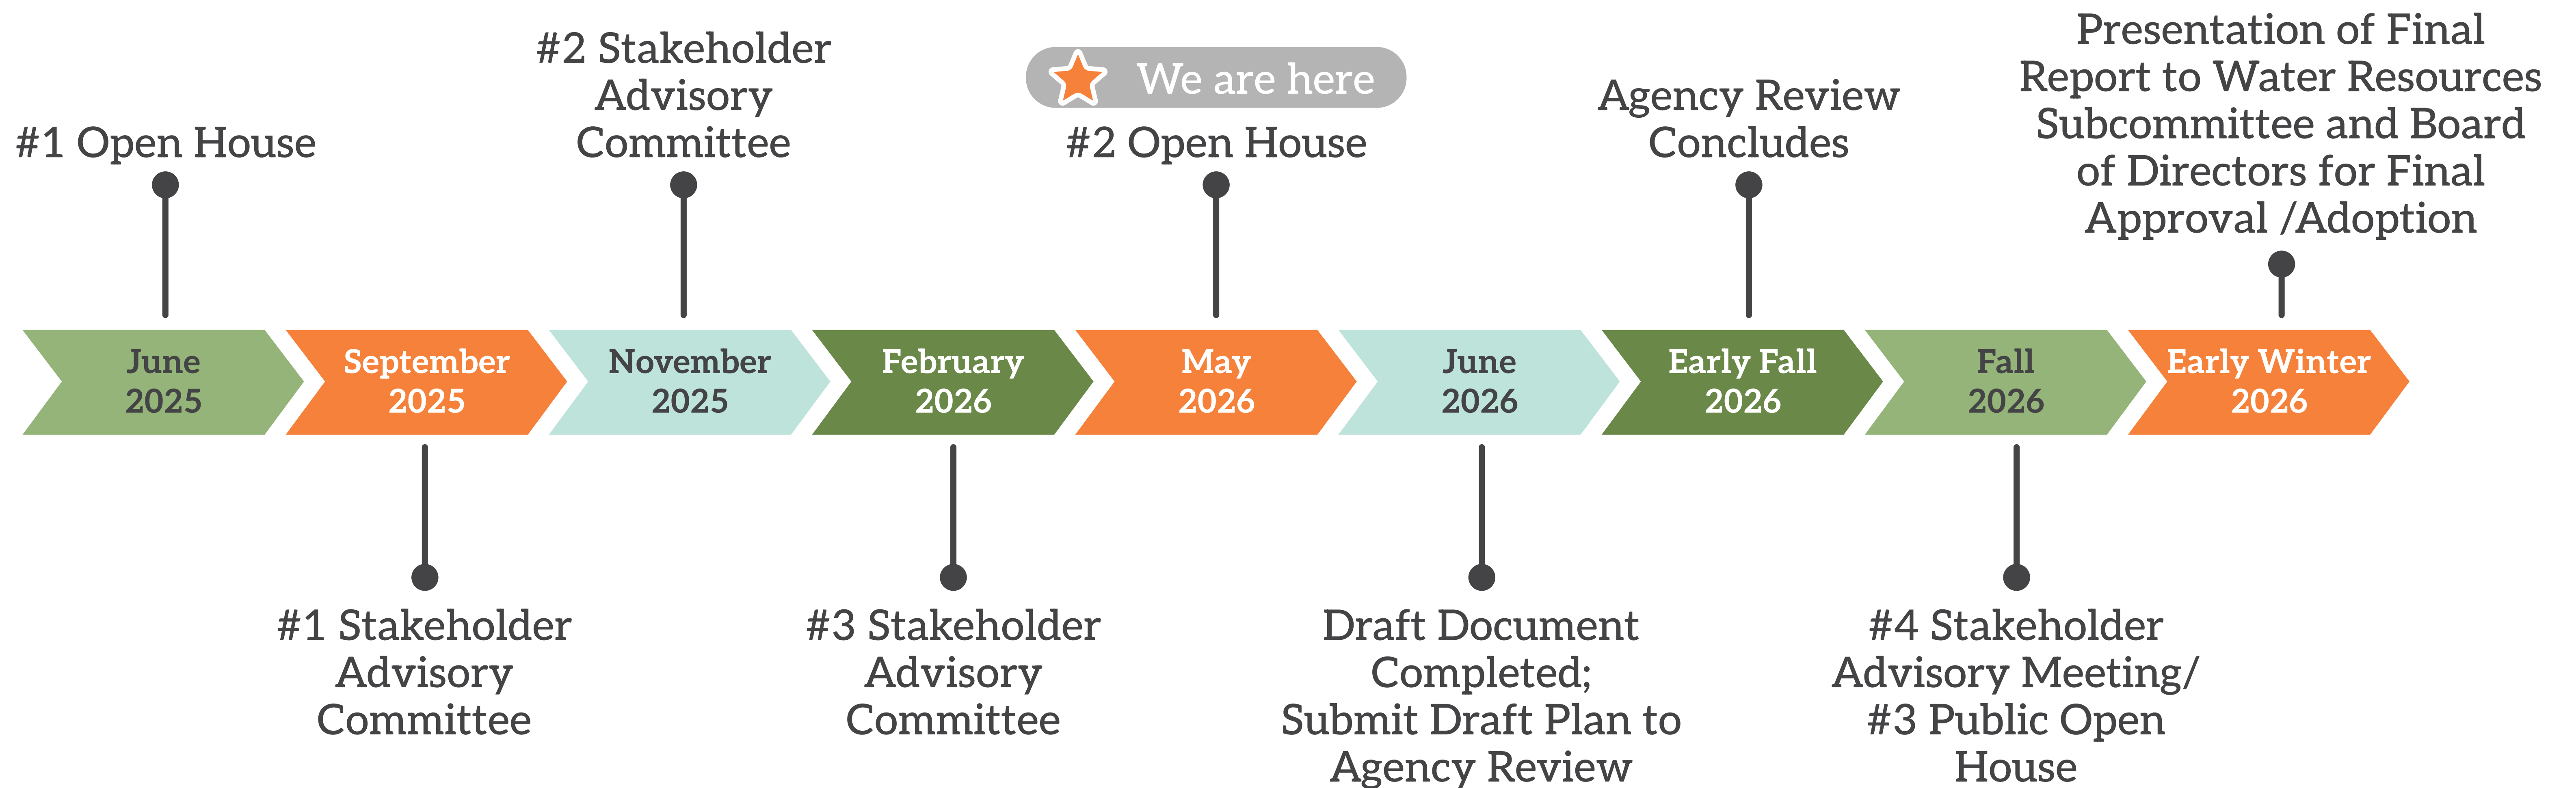 #1 Open House
#2 Stakeholder
Advisory
Committee
We are here
#2 Open House
Agency Review
Concludes
Presentation of Final
Report to Water Resources
Subcommittee and Board
of Directors for Final
Approval /Adoption
June
2025
September
2025
November
2025
February
2026
May
2026
June
2026
Early Fall
2026
Fall
2026
Early Winter
2026
#1 Stakeholder
Advisory
Committee
#3 Stakeholder
Advisory
Committee
Draft Document
Completed;
Submit Draft Plan to
Agency Review
#4 Stakeholder
Advisory Meeting/
#3 Public Open
House